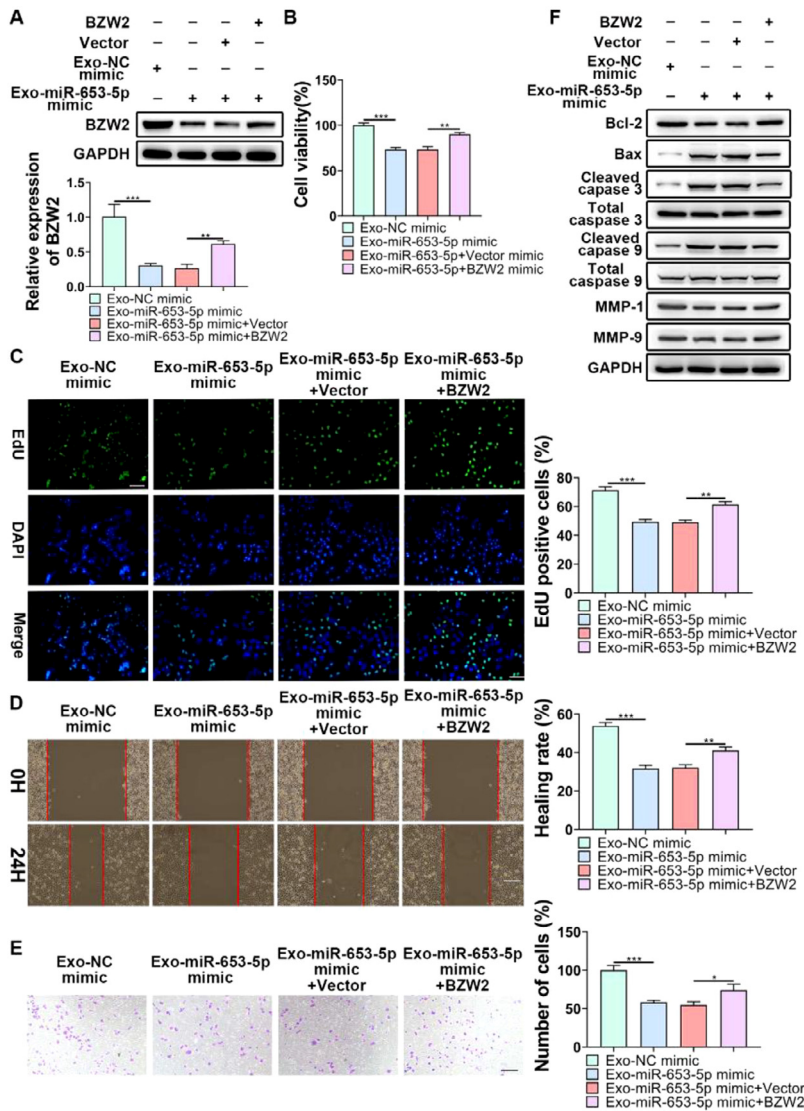 A
BZW2 − − − +
Vector − − + −
Exo-NC
mimic + − − −
Exo-miR-653-5p
mimic − + + +
BZW2
GAPDH
Relative expression
of BZW2
1.5
1.0
0.5
0.0
***
**
Exo-NC mimic
Exo-miR-653-5p mimic
Exo-miR-653-5p mimic+Vector
Exo-miR-653-5p mimic+BZW2
B
Cell viability(%)
150
100
50
0
***
**
Exo-NC mimic
Exo-miR-653-5p mimic
Exo-miR-653-5p+Vector mimic
Exo-miR-653-5p+BZW2 mimic
F
BZW2 − − − +
Vector − − + −
Exo-NC
mimic + − − −
Exo-miR-653-5p
mimic − + + +
Bcl-2
Bax
Cleaved
capase 3
Total
caspase 3
Cleaved
capase 9
Total
caspase 9
MMP-1
MMP-9
GAPDH
C
Exo-NC
mimic
Exo-miR-653-5p
mimic
Exo-miR-653-5p
mimic
+Vector
Exo-miR-653-5p
mimic
+BZW2
EdU
DAPI
Merge
EdU positive cells (%)
80
60
40
20
0
***
**
Exo-NC mimic
Exo-miR-653-5p mimic
Exo-miR-653-5p mimic+Vector
Exo-miR-653-5p mimic+BZW2
D
Exo-NC
mimic
Exo-miR-653-5p
mimic
Exo-miR-653-5p
mimic
+Vector
Exo-miR-653-5p
mimic
+BZW2
0H
24H
Healing rate (%)
60
40
20
0
***
**
Exo-NC mimic
Exo-miR-653-5p mimic
Exo-miR-653-5p mimic+Vector
Exo-miR-653-5p mimic+BZW2
E
Exo-NC
mimic
Exo-miR-653-5p
mimic
Exo-miR-653-5p
mimic
+Vector
Exo-miR-653-5p
mimic
+BZW2
Number of cells (%)
150
100
50
0
***
*
Exo-NC mimic
Exo-miR-653-5p mimic
Exo-miR-653-5p mimic+Vector
Exo-miR-653-5p mimic+BZW2